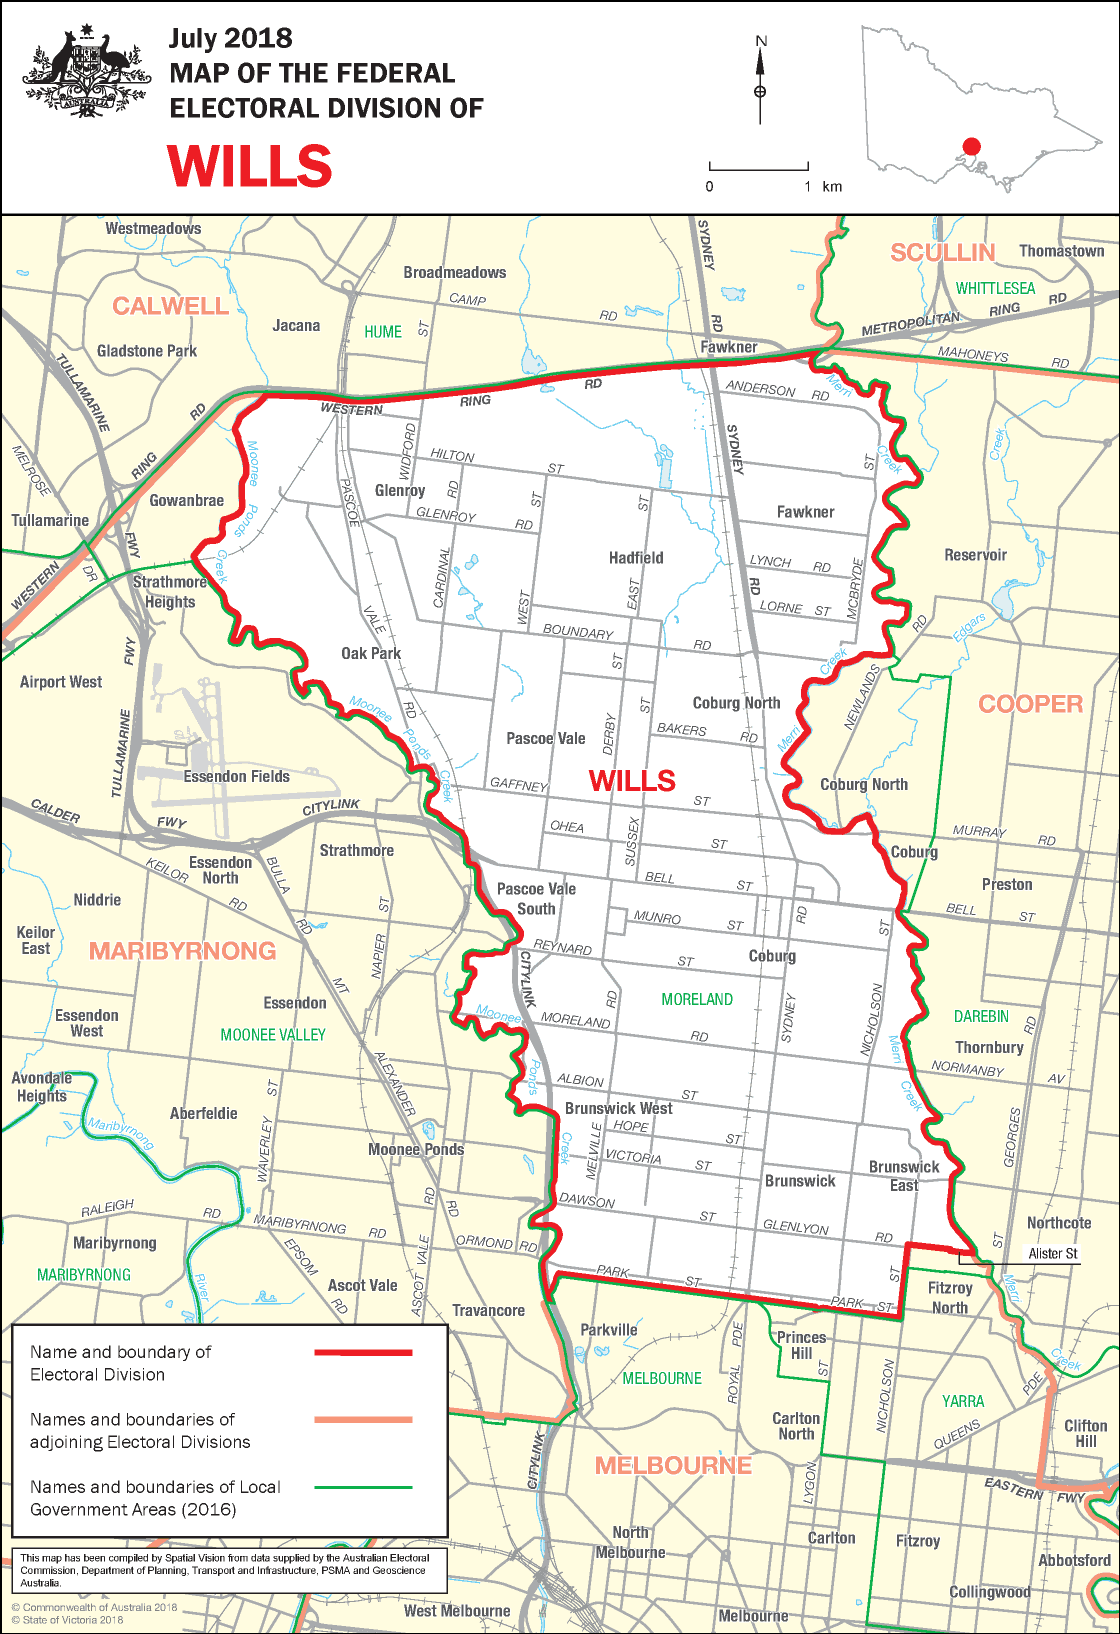 July 2018
MAP OF THE FEDERAL
ELECTORAL DIVISION OF
WILLS
AUSTRALIA
N
0 1 km
Westmeadows
Broadmeadows
SCULLIN
Thomastown
WHITTLESEA
CALWELL
Jacana
HUME
CAMP RD
ST
SYDNEY RD
METROPOLITAN RING RD
Gladstone Park
Fawkner
MAHONEYS RD
TULLAMARINE FWY
WESTERN RING RD
ANDERSON RD
Merri Creek
Creek
MELROSE DR
RING RD
Moonee Ponds Creek
WIDFORD ST
HILTON ST
SYDNEY RD
ST
Gowanbrae
Glenroy
RD
PASCOE VALE RD
GLENROY RD
ST
ST
Fawkner
Tullamarine
Reservoir
Hadfield
LYNCH RD
MCBRYDE
WESTERN
Strathmore
Heights
CARDINAL
WEST
EAST
LORNE ST
BOUNDARY RD
Creek
RD
Edgars
FWY
Oak Park
ST
Airport West
Coburg North
NEWLANDS
COOPER
Moonee Ponds Creek
Pascoe Vale
DERBY
ST
BAKERS RD
Merri
TULLAMARINE
Essendon Fields
WILLS
GAFFNEY ST
Coburg North
CALDER FWY
CITYLINK
OHEA ST
SUSSEX
MURRAY RD
Strathmore
Coburg
Essendon
North
KEILOR RD
BULLA RD
BELL ST
Preston
Niddrie
Pascoe Vale
South
MUNRO ST
RD
ST
BELL ST
Keilor
East
MARIBYRNONG
NAPIER ST
REYNARD ST
Coburg
CITYLINK
MT ALEXANDER RD
Essendon
MORELAND
SYDNEY
NICHOLSON
DAREBIN
Essendon
West
MOONEE VALLEY
Moonee
MORELAND RD
RD
Merri Creek
RD
Thornbury
NORMANBY AV
Avondale
Heights
ST
Ponds
ALBION ST
Aberfeldie
Brunswick West
Maribyrnong
HOPE ST
GEORGES
Moonee Ponds
Creek
MELVILLE
VICTORIA ST
Brunswick
East
WAVERLEY
Brunswick
RALEIGH RD
MARIBYRNONG RD
RD
DAWSON ST
GLENLYON RD
Northcote
Maribyrnong
ORMOND RD
ST
Alister St
MARIBYRNONG
EPSOM RD
ASCOT VALE
Ascot Vale
PARK ST
ST
Fitzroy
North
Merri
River
Travancore
PARK ST
Parkville
Princes
Hill
Creek
Name and boundary of
Electoral Division
MELBOURNE
ROYAL PDE
ST
NICHOLSON
YARRA
PDE
Names and boundaries of
adjoining Electoral Divisions
Carlton
North
QUEENS
Clifton
Hill
CITYLINK
MELBOURNE
LYGON
EASTERN FWY
Names and boundaries of Local
Government Areas (2016)
North
Melbourne
Carlton
Fitzroy
Abbotsford
This map has been compiled by Spatial Vision from data supplied by the Australian Electoral
Commission, Department of Planning, Transport and Infrastructure, PSMA and Geoscience
Australia.
Collingwood
© Commonwealth of Australia 2018
© State of Victoria 2018
West Melbourne
Melbourne